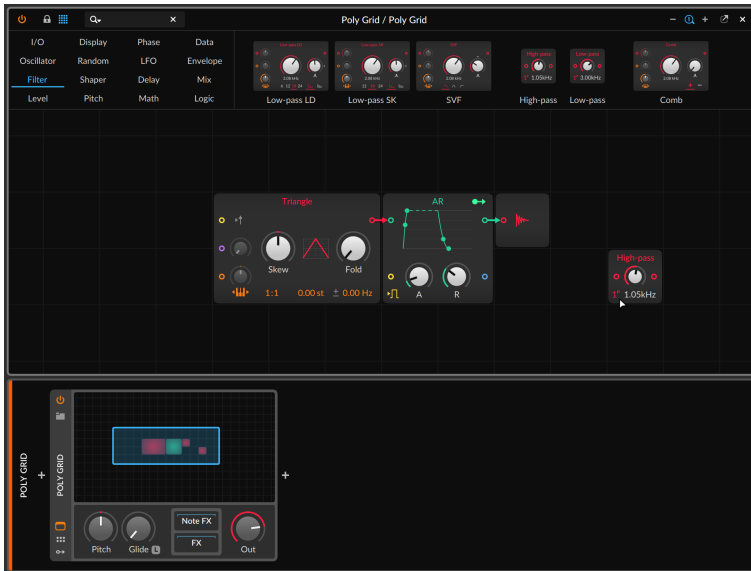 Poly Grid / Poly Grid
I/O Display Phase Data
Oscillator Random LFO Envelope
Filter Shaper Delay Mix
Level Pitch Math Logic
Low-pass LD Low-pass SK SVF High-pass Low-pass Comb
High-pass
1° 1.05kHz
Low-pass
1° 3.00kHz
Triangle
Skew
Fold
1:1 0.00 st ± 0.00 Hz
AR
A R
High-pass
1° 1.05kHz
POLY GRID
+
POLY GRID
Pitch
Glide L
Note FX
FX
Out
+